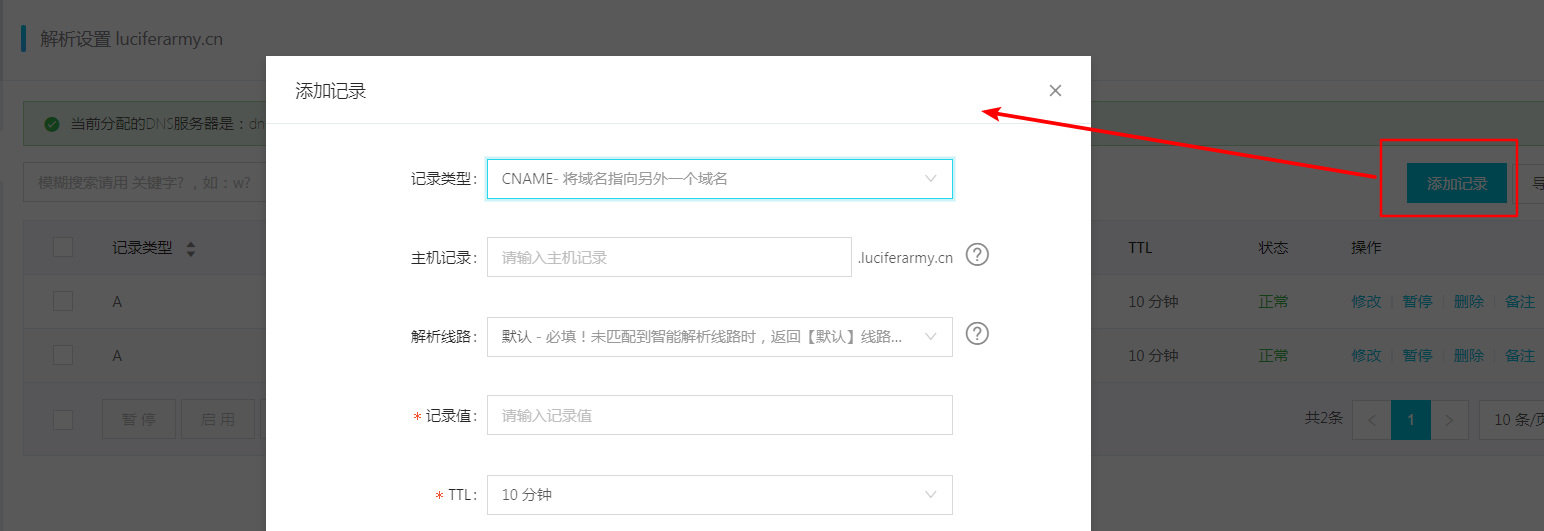 解析设置 luciferarmy.cn
添加记录
当前分配的DNS服务器是：dn
记录类型：
CNAME- 将域名指向另外一个域名
模糊搜索请用 关键字? ，如：w?
添加记录
主机记录：
请输入主机记录
.luciferarmy.cn
记录类型
TTL
状态
操作
A
10 分钟
正常
修改
暂停
删除
备注
解析线路：
默认 - 必填！未匹配到智能解析线路时，返回【默认】线路...
A
10 分钟
正常
修改
暂停
删除
备注
* 记录值：
请输入记录值
暂 停
启 用
共2条
<
1
>
10 条/页
* TTL：
10 分钟